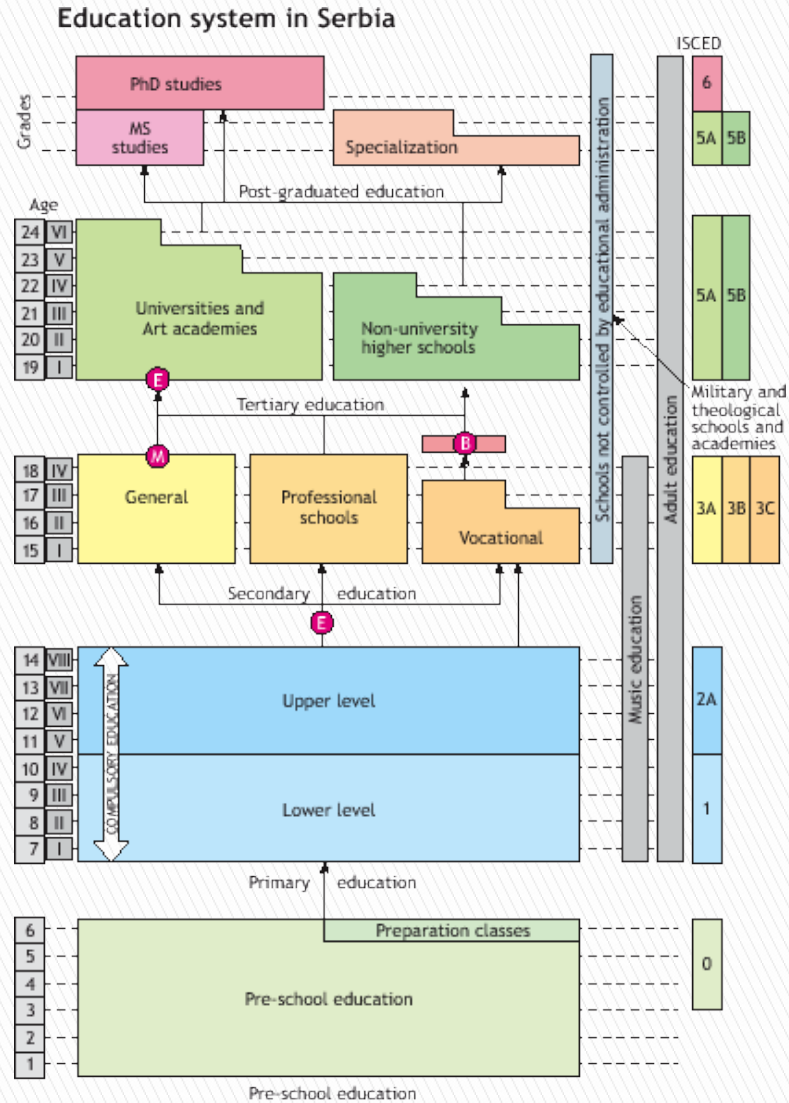 Education system in Serbia
ISCED
Grades
PhD studies
6
MS
studies
Specialization
5A 5B
Post-graduated education
Age
24 VI
23 V
22 IV
21 III
20 II
19 I
Universities and
Art academies
Non-university
higher schools
5A 5B
Schools not controlled by educational administration
Military and
theological
schools and
academies
E
Tertiary education
M
B
18 IV
17 III
16 II
15 I
General
Professional
schools
Vocational
3A 3B 3C
Adult education
Secondary education
E
Music education
14 VIII
13 VII
12 VI
11 V
10 IV
9 III
8 II
7 I
COMPULSORY EDUCATION
Upper level
2A
Lower level
1
Primary education
6
5
4
3
2
1
Preparation classes
0
Pre-school education
Pre-school education